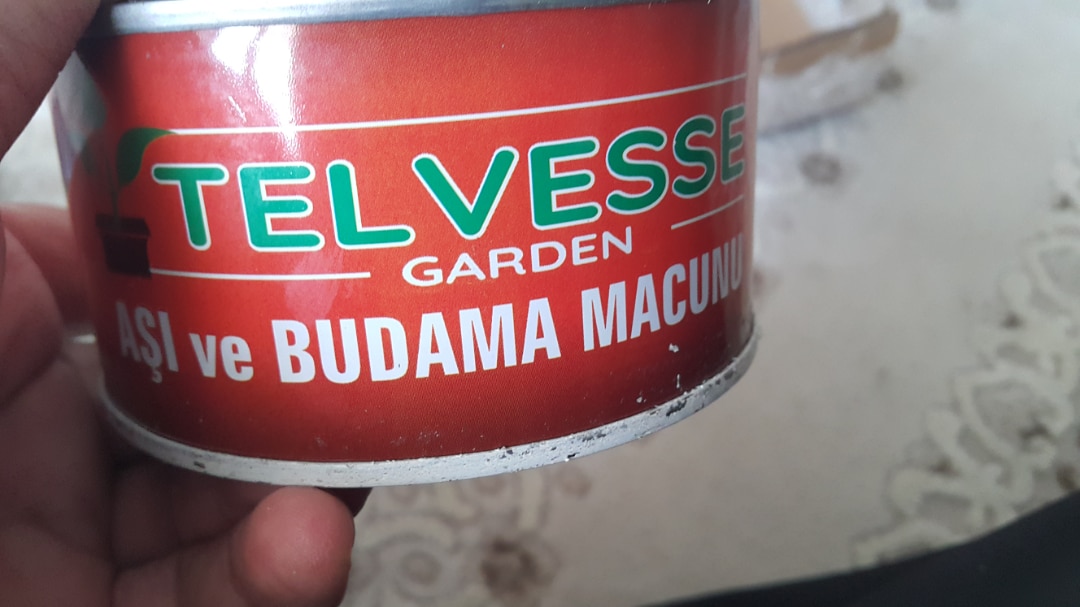 TELVESSE
GARDEN
AŞI ve BUDAMA MACUNU